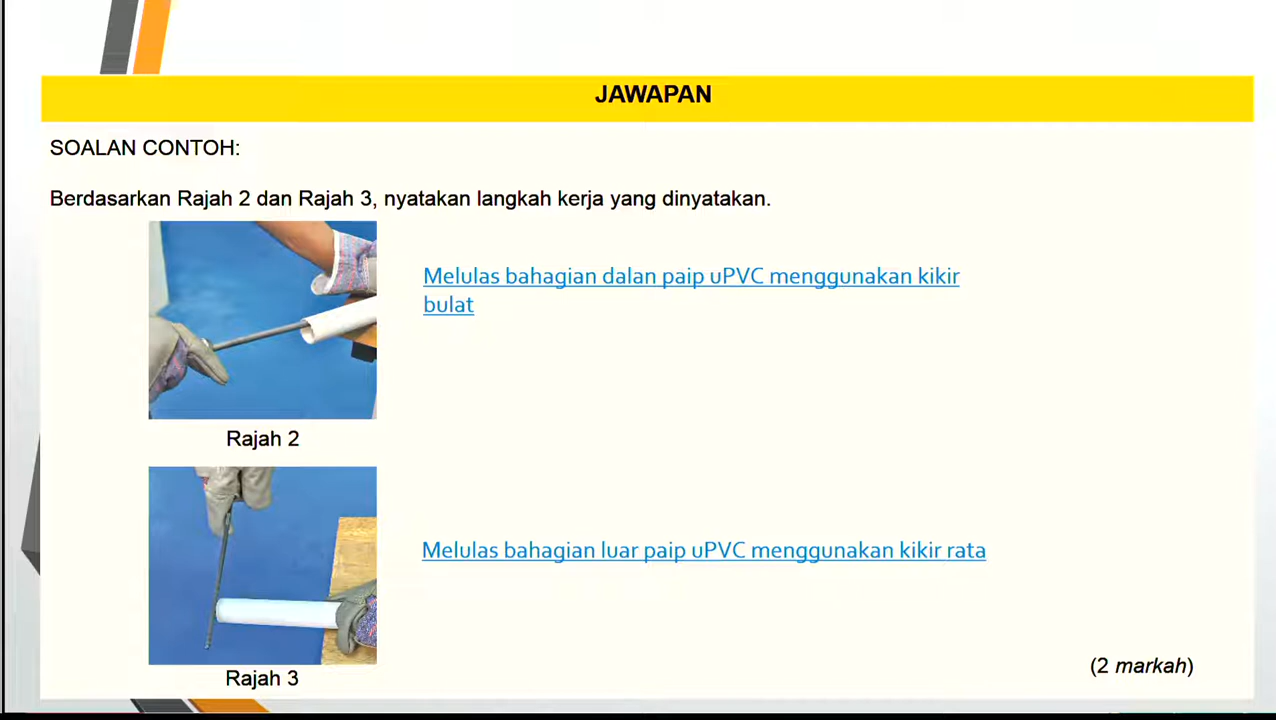 JAWAPAN
SOALAN CONTOH:
Berdasarkan Rajah 2 dan Rajah 3, nyatakan langkah kerja yang dinyatakan.
Melulas bahagian dalan paip uPVC menggunakan kikir
bulat
Rajah 2
Melulas bahagian luar paip uPVC menggunakan kikir rata
Rajah 3
(2 markah)